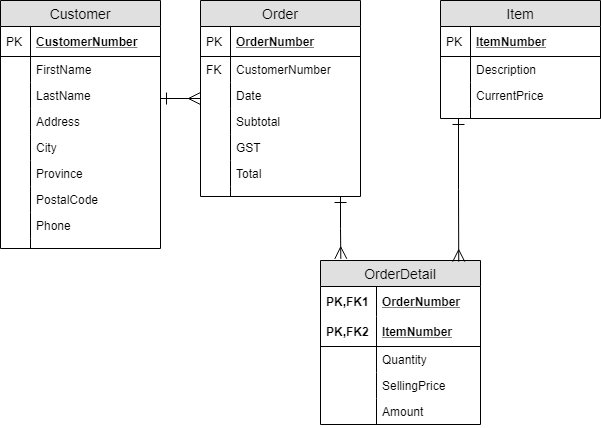 Customer
PK CustomerNumber
FirstName
LastName
Address
City
Province
PostalCode
Phone
Order
PK OrderNumber
FK CustomerNumber
Date
Subtotal
GST
Total
Item
PK ItemNumber
Description
CurrentPrice
OrderDetail
PK,FK1 OrderNumber
PK,FK2 ItemNumber
Quantity
SellingPrice
Amount